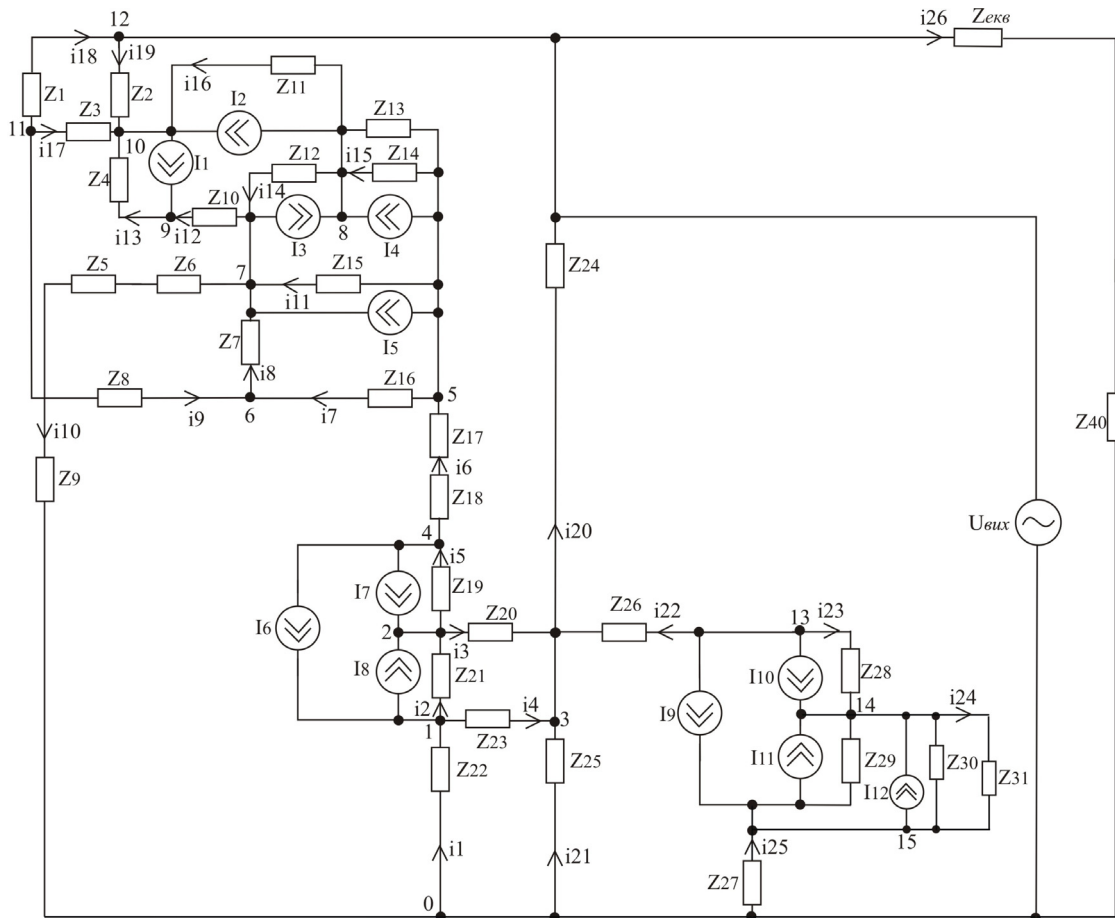 12
i26
Zекв
i18
i19
i16
Z11
Z1
Z2
I2
Z13
Z3
11
i17
10
I1
Z12
i15
Z14
Z4
Z10
i14
i13
9
i12
I3
8
I4
Z5
Z6
7
Z15
Z24
i11
Z7
I5
i8
Z8
Z16
5
i9
6
i7
i10
Z17
Z40
Z9
i6
Z18
Uвих
4
i20
i5
I7
Z19
I6
2
Z20
Z26
i22
13
i23
i3
I8
Z21
I10
Z28
i2
i4
I9
14
i24
1
Z23
3
Z22
Z25
I11
Z29
Z30
Z31
I12
i1
i21
i25
15
Z27
0